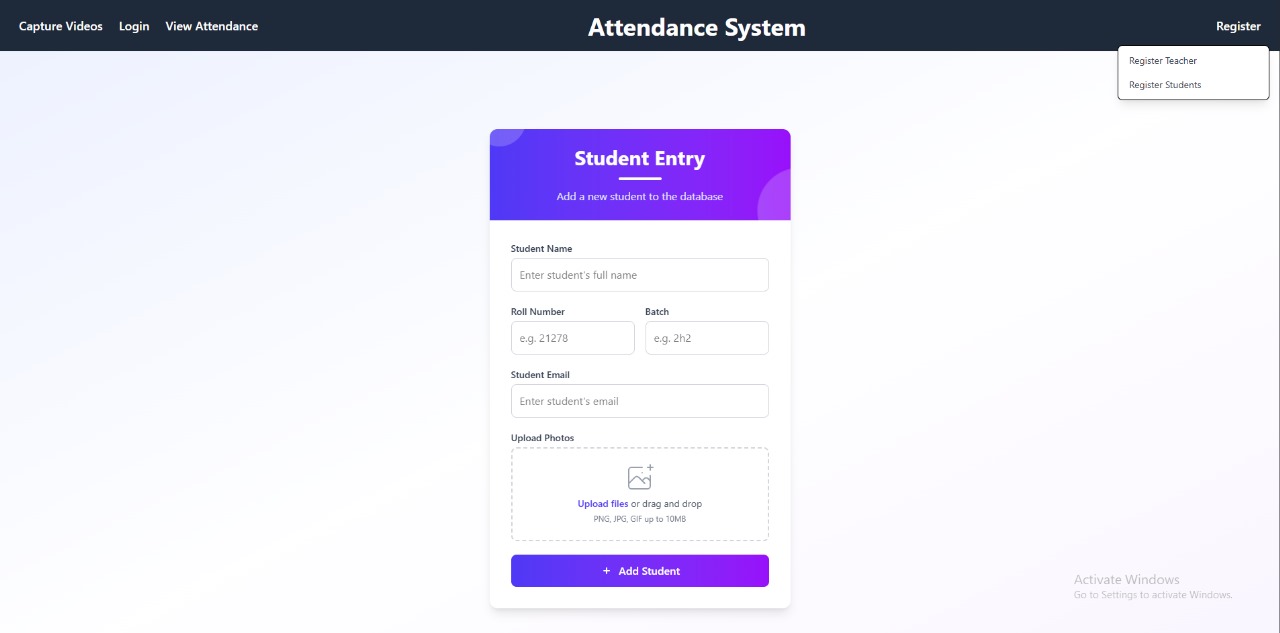 Capture Videos Login View Attendance Attendance System Register
Register Teacher
Register Students
Student Entry
Add a new student to the database
Student Name
Enter student's full name
Roll Number Batch
e.g. 21278 e.g. 2h2
Student Email
Enter student's email
Upload Photos
Upload files or drag and drop
PNG, JPG, GIF up to 10MB
+ Add Student
Activate Windows
Go to Settings to activate Windows.